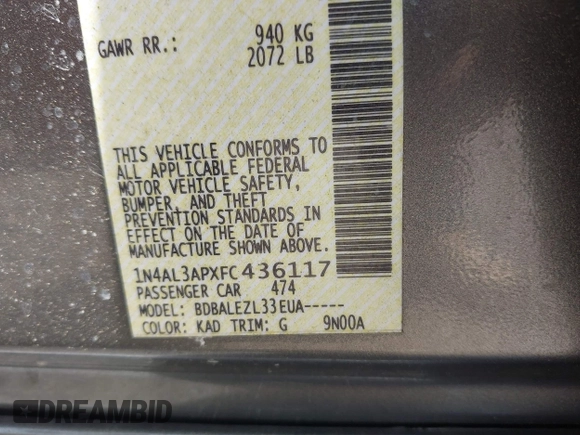 GAWR RR.: 940 KG
2072 LB
THIS VEHICLE CONFORMS TO
ALL APPLICABLE FEDERAL
MOTOR VEHICLE SAFETY,
BUMPER, AND THEFT
PREVENTION STANDARDS IN
EFFECT ON THE DATE OF
MANUFACTURE SHOWN ABOVE.
1N4AL3APXFC436117
PASSENGER CAR 474
MODEL: BDBALEZL33EUA-----
COLOR: KAD TRIM: G 9N00A
DREAMBID